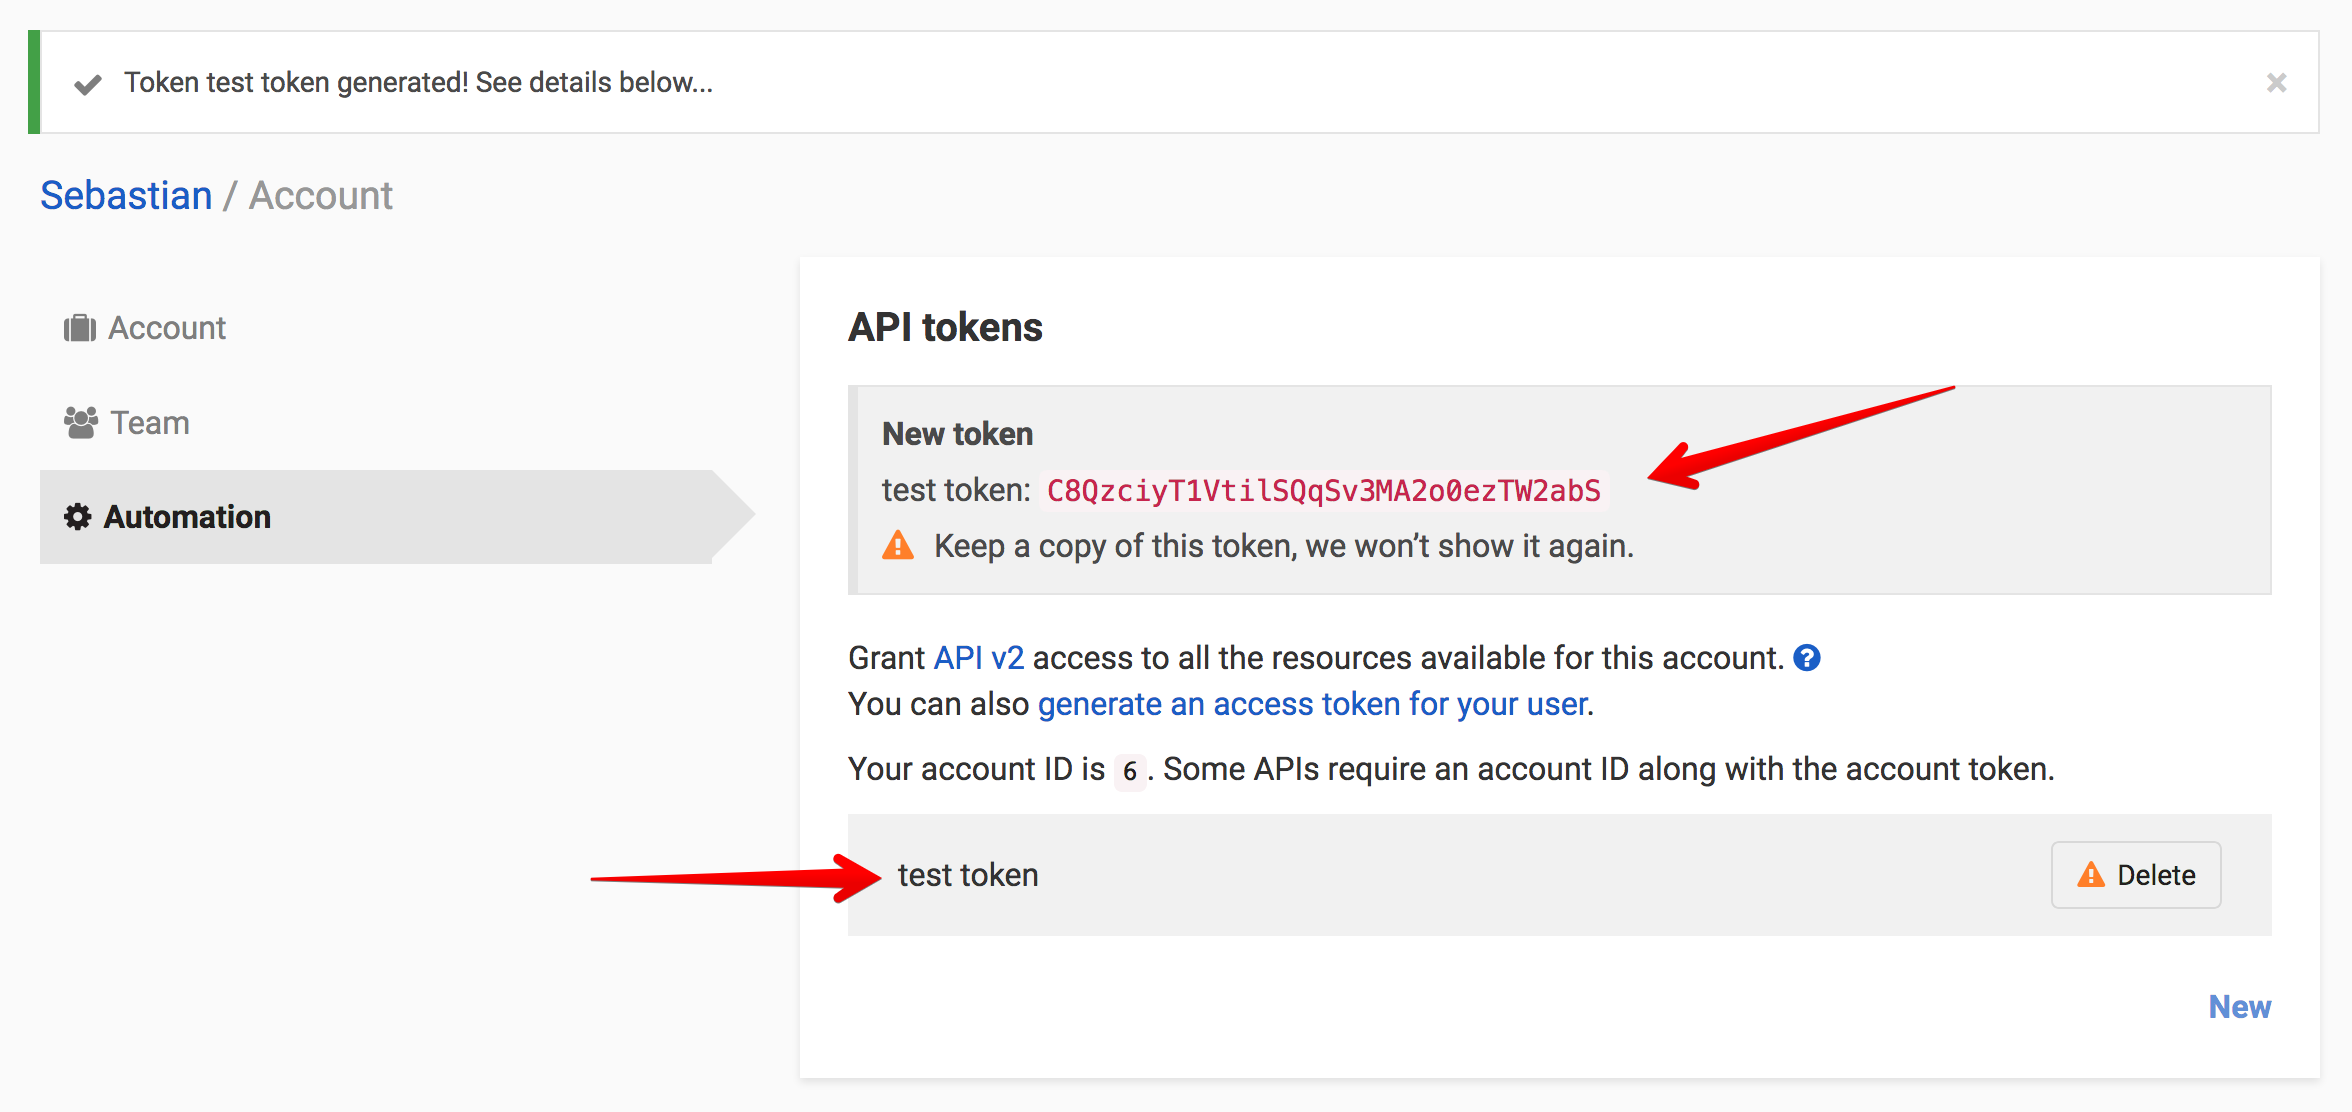 Token test token generated! See details below...
Sebastian / Account
Account
Team
Automation
API tokens
New token
test token: C8QzciyT1VtilSQqSv3MA2o0ezTW2abS
Keep a copy of this token, we won’t show it again.
Grant API v2 access to all the resources available for this account.
You can also generate an access token for your user.
Your account ID is 6. Some APIs require an account ID along with the account token.
test token
Delete
New